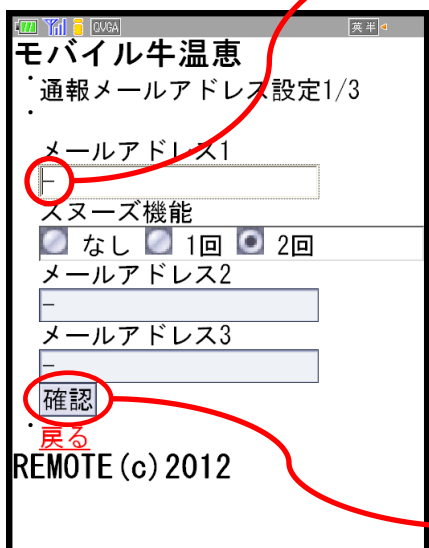 QVGA 英半
モバイル牛温恵
通報メールアドレス設定1/3
メールアドレス1
-
スヌーズ機能
なし 1回 2回
メールアドレス2
-
メールアドレス3
-
確認
戻る
REMOTE(c)2012